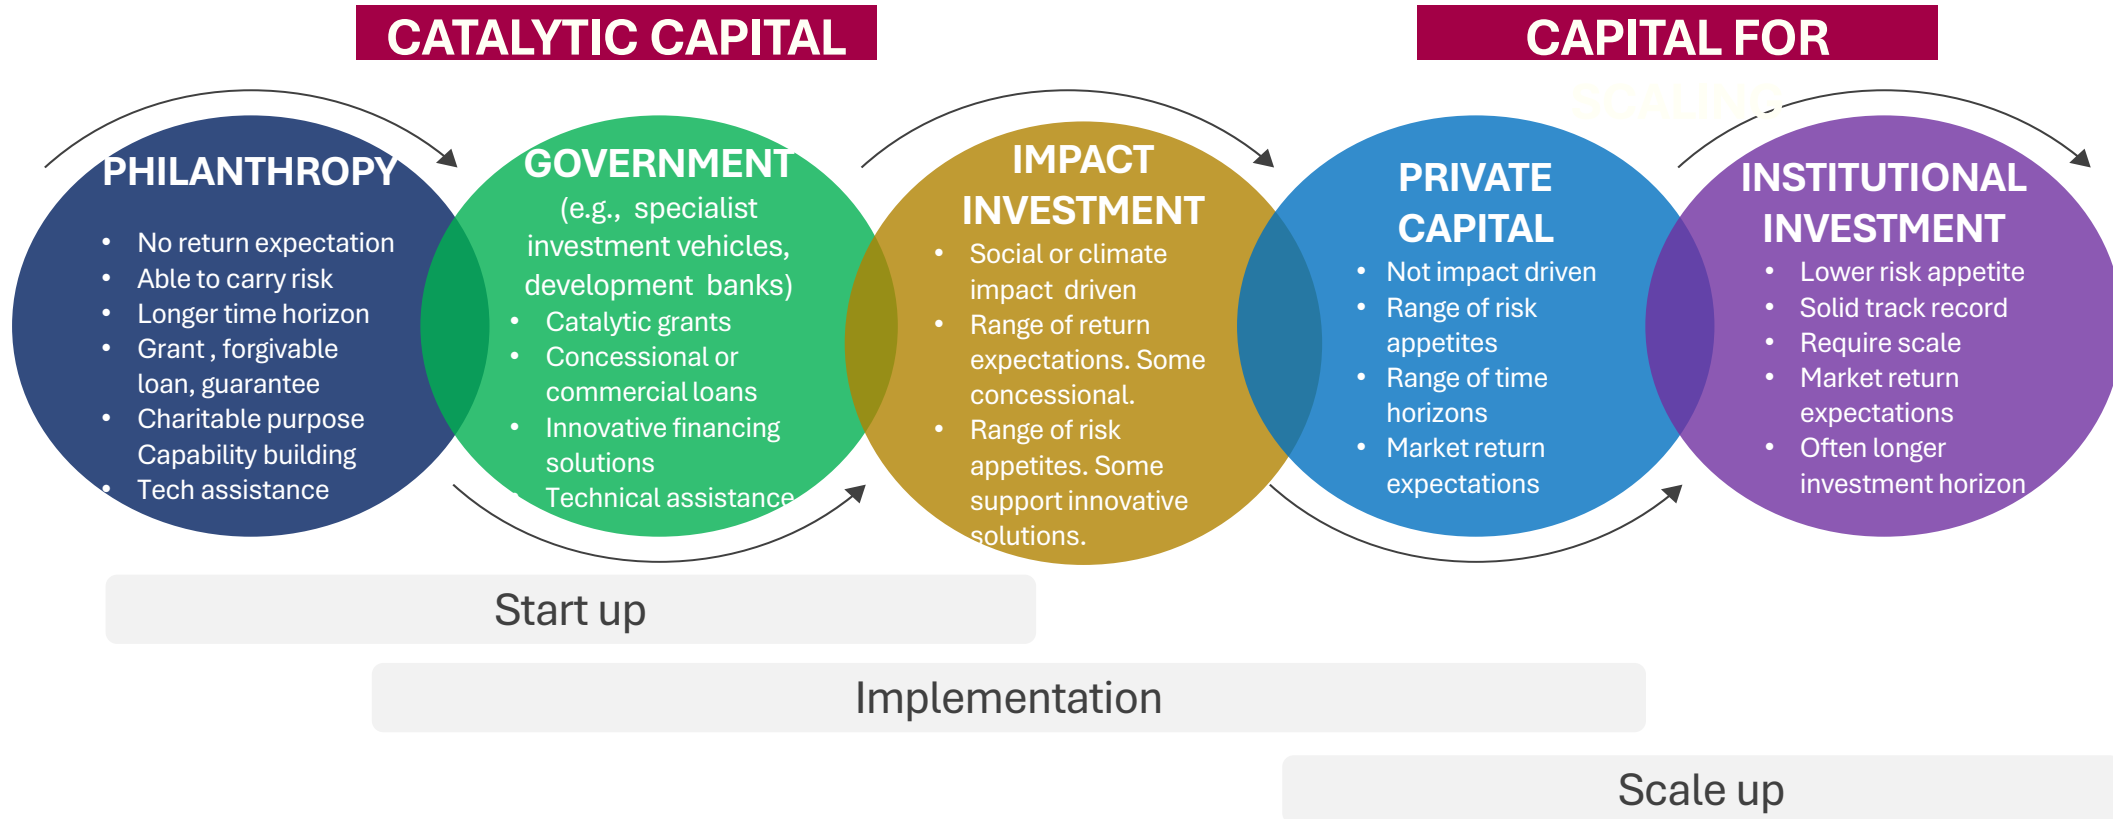 CATALYTIC CAPITAL
CAPITAL FOR
SCALING
PHILANTHROPY
• No return expectation
• Able to carry risk
• Longer time horizon
• Grant , forgivable
loan, guarantee
• Charitable purpose
Capability building
• Tech assistance
GOVERNMENT
(e.g., specialist
investment vehicles,
development banks)
• Catalytic grants
• Concessional or
commercial loans
• Innovative financing
solutions
• Technical assistance
IMPACT
INVESTMENT
• Social or climate
impact driven
• Range of return
expectations. Some
concessional.
• Range of risk
appetites. Some
support innovative
solutions.
PRIVATE
CAPITAL
• Not impact driven
• Range of risk
appetites
• Range of time
horizons
• Market return
expectations
INSTITUTIONAL
INVESTMENT
• Lower risk appetite
• Solid track record
• Require scale
• Market return
expectations
• Often longer
investment horizon
Start up
Implementation
Scale up